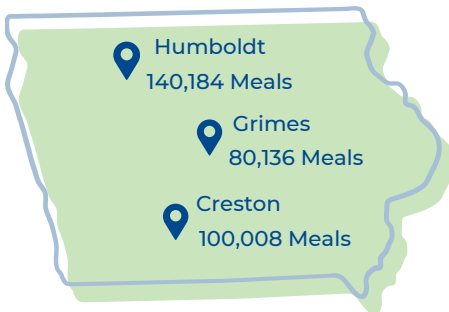 Humboldt
140,184 Meals
Grimes
80,136 Meals
Creston
100,008 Meals